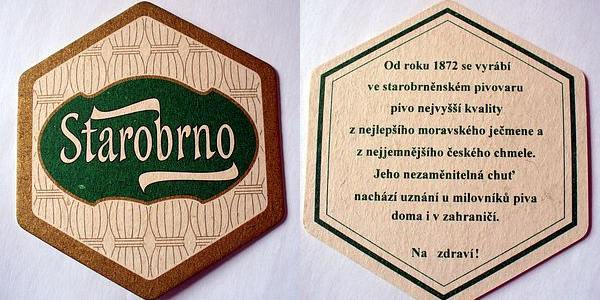 Starobrno
Od roku 1872 se vyrábí
ve starobrněnském pivovaru
pivo nejvyšší kvality
z nejlepšího moravského ječmene a
z nejjemnějšího českého chmele.
Jeho nezaměnitelná chuť
nachází uznání u milovníků piva
doma i v zahraničí.
Na zdraví!